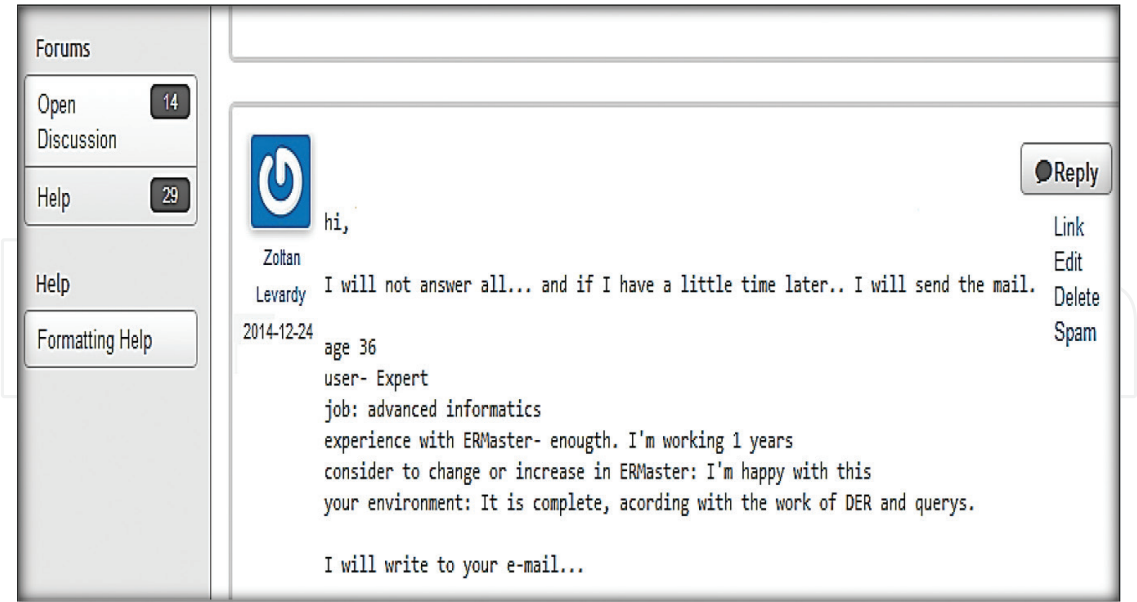 Forums
Open Discussion 14
Help 29
Help
Formatting Help
Zoltan
Levardy
2014-12-24
hi,
I will not answer all... and if I have a little time later.. I will send the mail.
age 36
user- Expert
job: advanced informatics
experience with ERMaster- enougth. I'm working 1 years
consider to change or increase in ERMaster: I'm happy with this
your environment: It is complete, acording with the work of DER and querys.
I will write to your e-mail...
Reply
Link
Edit
Delete
Spam